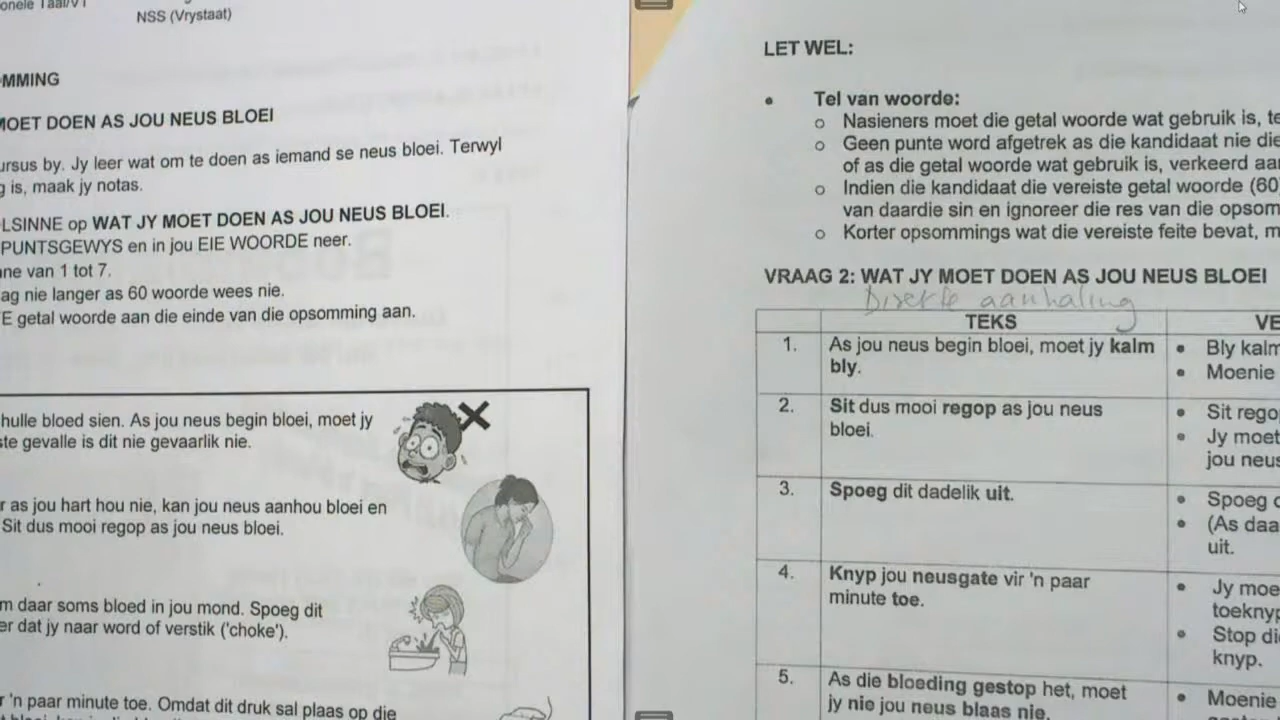 onele Taal/V1
NSS (Vrystaat)
MMING
MOET DOEN AS JOU NEUS BLOEI
ursus by. Jy leer wat om te doen as iemand se neus bloei. Terwyl
g is, maak jy notas.
LSINNE op WAT JY MOET DOEN AS JOU NEUS BLOEI.
PUNTSGEWYS en in jou EIE WOORDE neer.
nne van 1 tot 7.
ag nie langer as 60 woorde wees nie.
E getal woorde aan die einde van die opsomming aan.
hulle bloed sien. As jou neus begin bloei, moet jy
ste gevalle is dit nie gevaarlik nie.
r as jou hart hou nie, kan jou neus aanhou bloei en
Sit dus mooi regop as jou neus bloei.
m daar soms bloed in jou mond. Spoeg dit
er dat jy naar word of verstik ('choke').
r 'n paar minute toe. Omdat dit druk sal plaas op die
LET WEL:
• Tel van woorde:
o Nasieners moet die getal woorde wat gebruik is, te
o Geen punte word afgetrek as die kandidaat nie die
of as die getal woorde wat gebruik is, verkeerd aa
o Indien die kandidaat die vereiste getal woorde (60
van daardie sin en ignoreer die res van die opsom
o Korter opsommings wat die vereiste feite bevat, m
VRAAG 2: WAT JY MOET DOEN AS JOU NEUS BLOEI
Direkte aanhaling
TEKS VE
1. As jou neus begin bloei, moet jy kalm • Bly kalm
bly. • Moenie
2. Sit dus mooi regop as jou neus • Sit rego
bloei. • Jy moet
jou neus
3. Spoeg dit dadelik uit. • Spoeg d
• (As daa
uit.
4. Knyp jou neusgate vir 'n paar • Jy moe
minute toe. toeknyp
• Stop di
knyp.
5. As die bloeding gestop het, moet • Moenie
jy nie jou neus blaas nie.